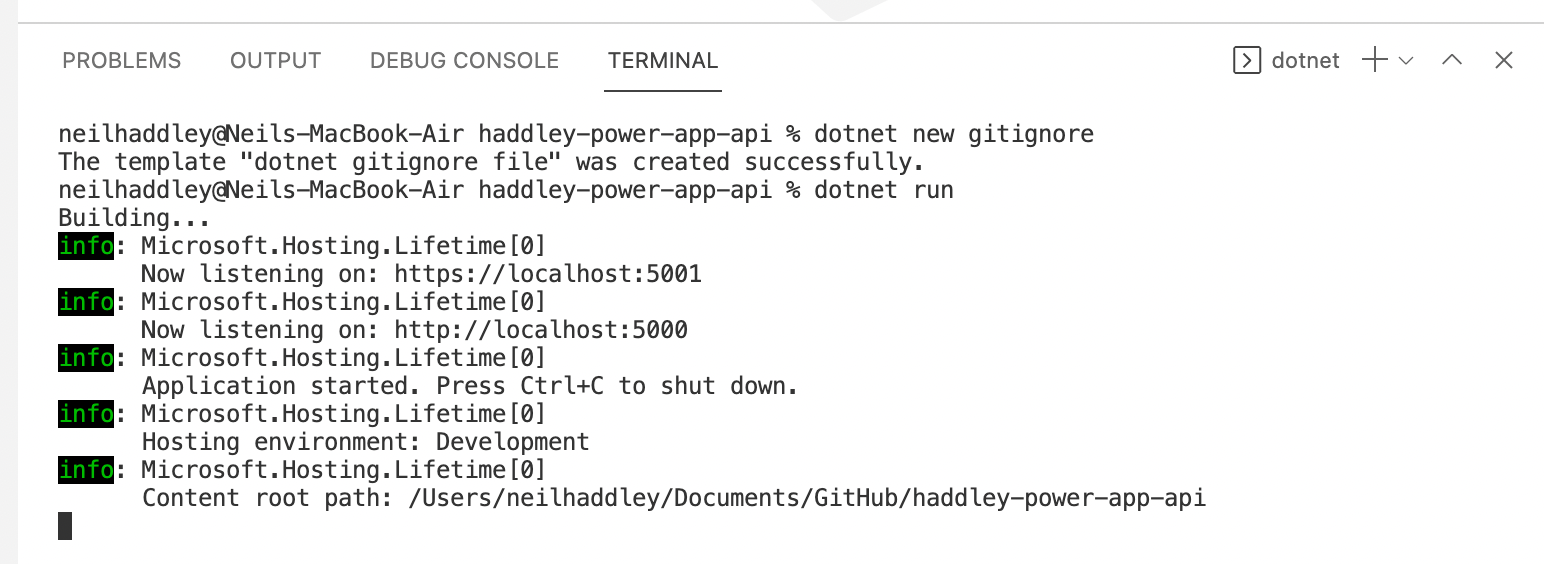 PROBLEMS OUTPUT DEBUG CONSOLE TERMINAL dotnet
neilhaddley@Neils-MacBook-Air haddley-power-app-api % dotnet new gitignore
The template "dotnet gitignore file" was created successfully.
neilhaddley@Neils-MacBook-Air haddley-power-app-api % dotnet run
Building...
info: Microsoft.Hosting.Lifetime[0]
      Now listening on: https://localhost:5001
info: Microsoft.Hosting.Lifetime[0]
      Now listening on: http://localhost:5000
info: Microsoft.Hosting.Lifetime[0]
      Application started. Press Ctrl+C to shut down.
info: Microsoft.Hosting.Lifetime[0]
      Hosting environment: Development
info: Microsoft.Hosting.Lifetime[0]
      Content root path: /Users/neilhaddley/Documents/GitHub/haddley-power-app-api